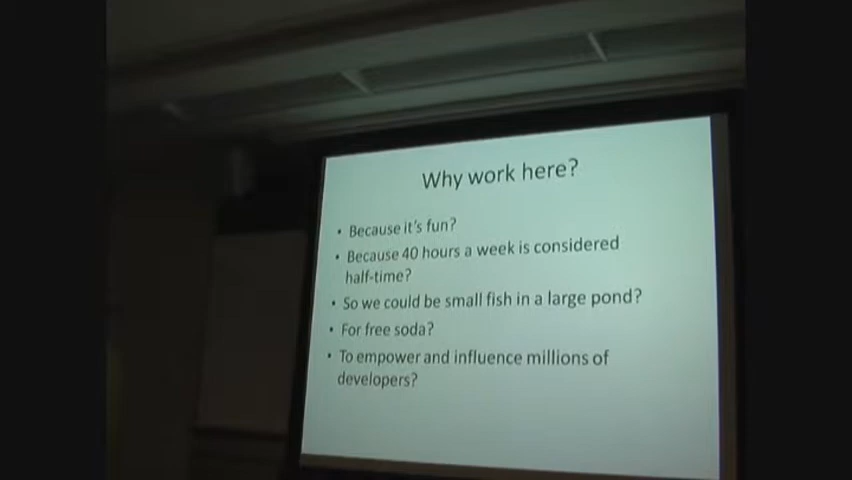 Why work here?
• Because it's fun?
• Because 40 hours a week is considered
half-time?
• So we could be small fish in a large pond?
• For free soda?
• To empower and influence millions of
developers?